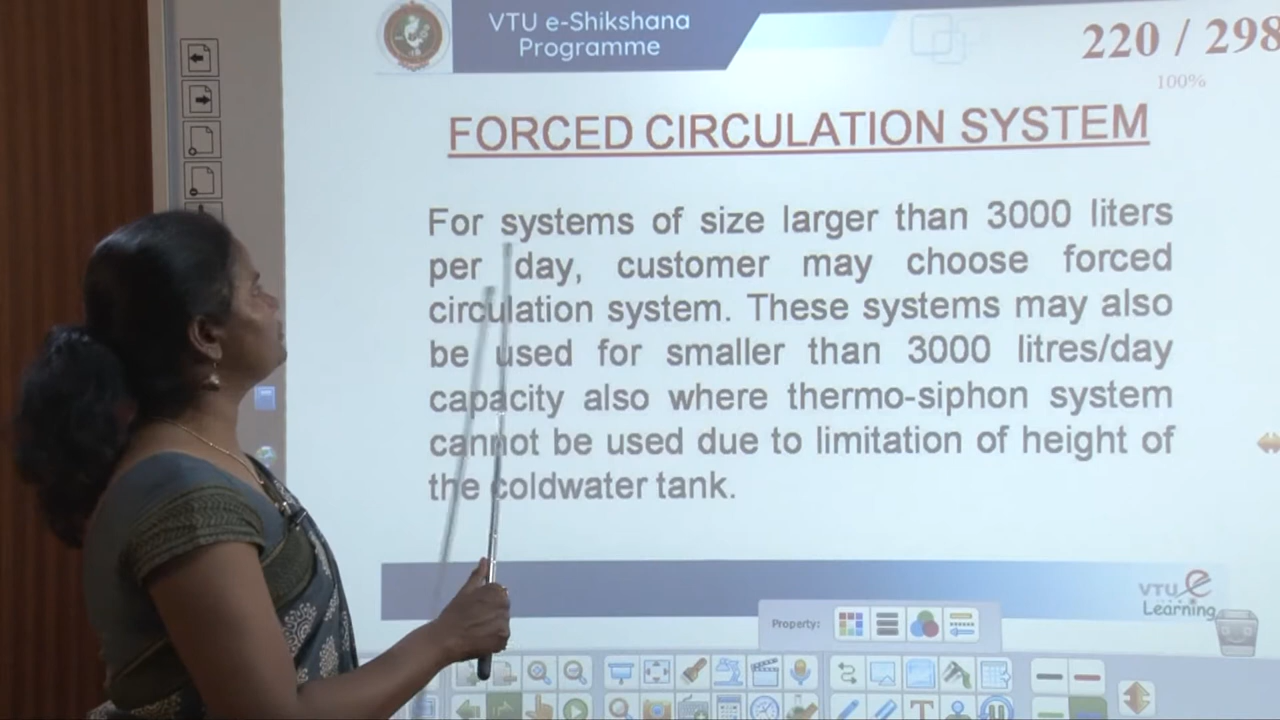 VTU e-Shikshana
Programme
220 / 298
100%
FORCED CIRCULATION SYSTEM
For systems of size larger than 3000 liters
per day, customer may choose forced
circulation system. These systems may also
be used for smaller than 3000 litres/day
capacity also where thermo-siphon system
cannot be used due to limitation of height of
the coldwater tank.
VTU e
Learning
Property: